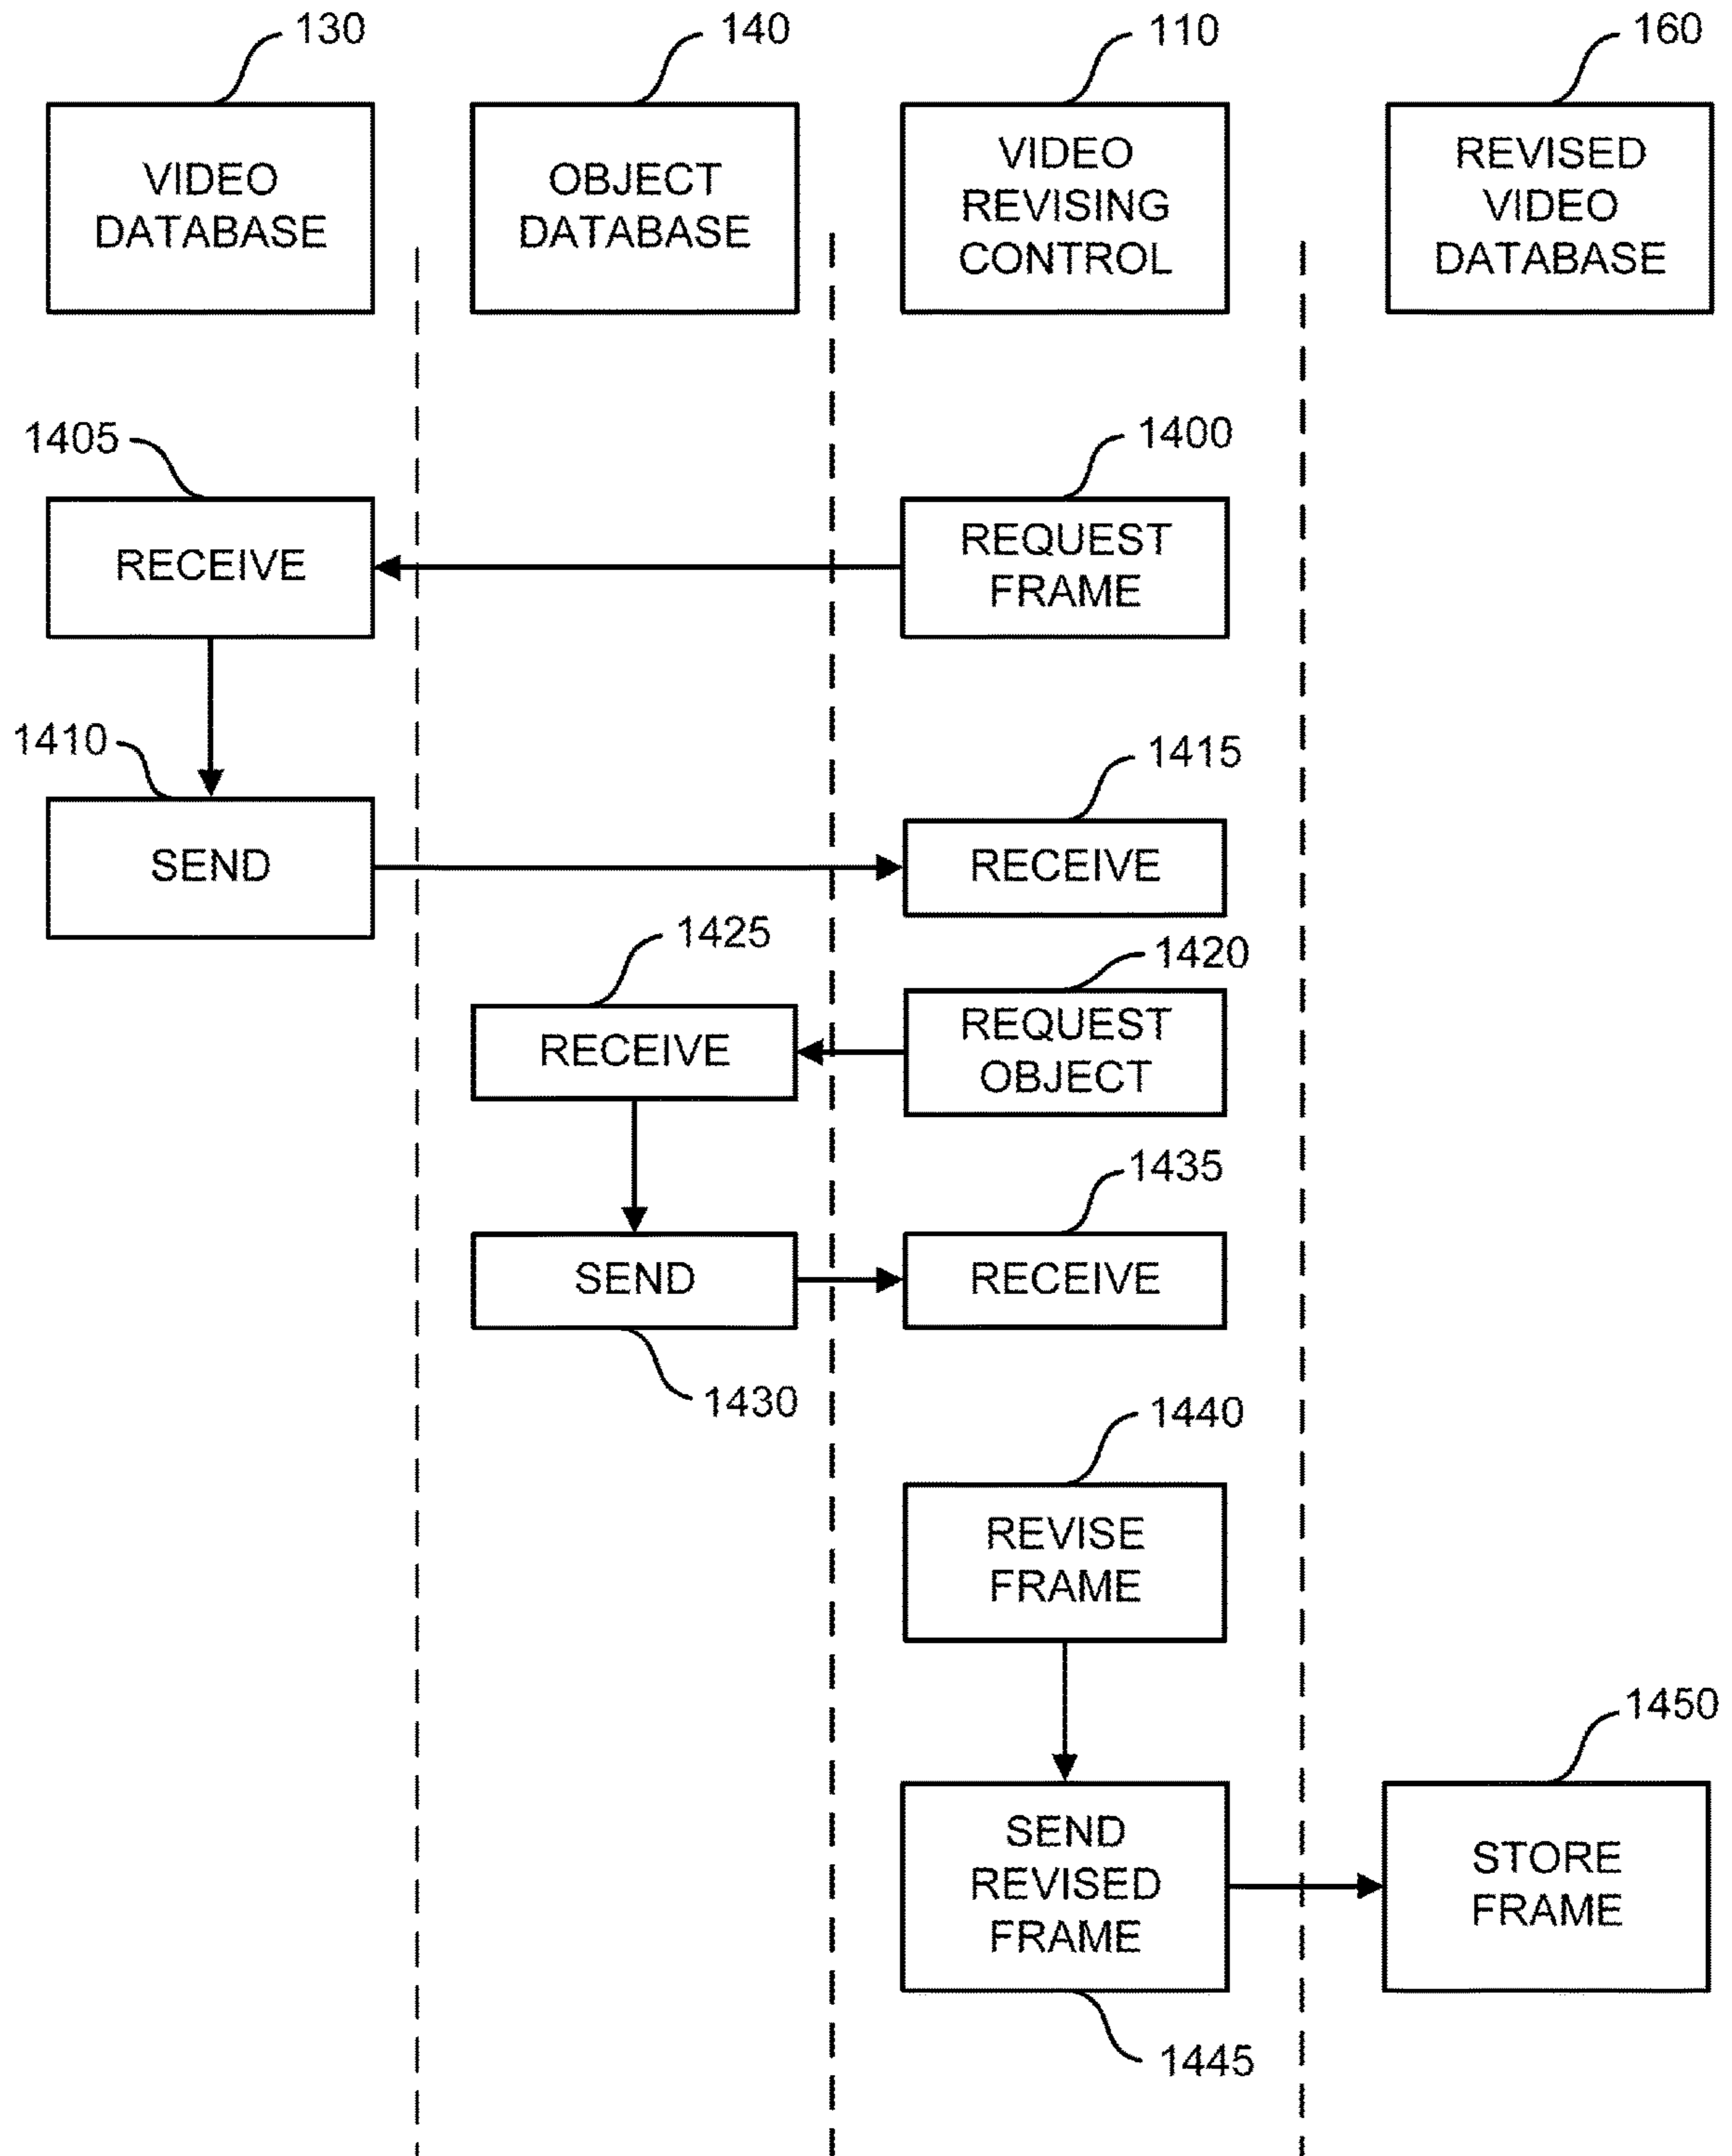 130
140
110
160
VIDEO
DATABASE
OBJECT
DATABASE
VIDEO
REVISING
CONTROL
REVISED
VIDEO
DATABASE
1405
1400
RECEIVE
REQUEST
FRAME
1410
1415
SEND
RECEIVE
1425
1420
RECEIVE
REQUEST
OBJECT
1435
SEND
RECEIVE
1430
1440
REVISE
FRAME
1450
SEND
REVISED
FRAME
STORE
FRAME
1445